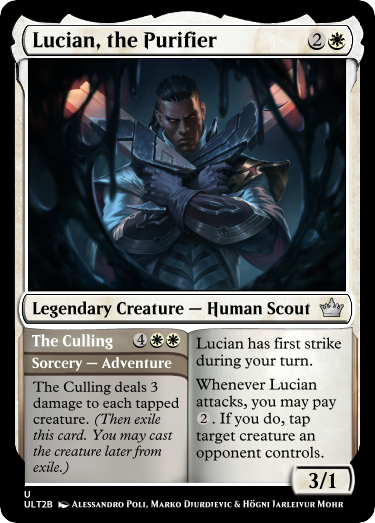 Lucian, the Purifier 2
Legendary Creature — Human Scout
The Culling 4
Sorcery — Adventure
The Culling deals 3
damage to each tapped
creature. (Then exile
this card. You may cast
the creature later from
exile.)
Lucian has first strike
during your turn.
Whenever Lucian
attacks, you may pay
2 . If you do, tap
target creature an
opponent controls.
3/1
U
ULT2B Alessandro Poli, Marko Djurdjevic & Högni Jarleivur Mohr